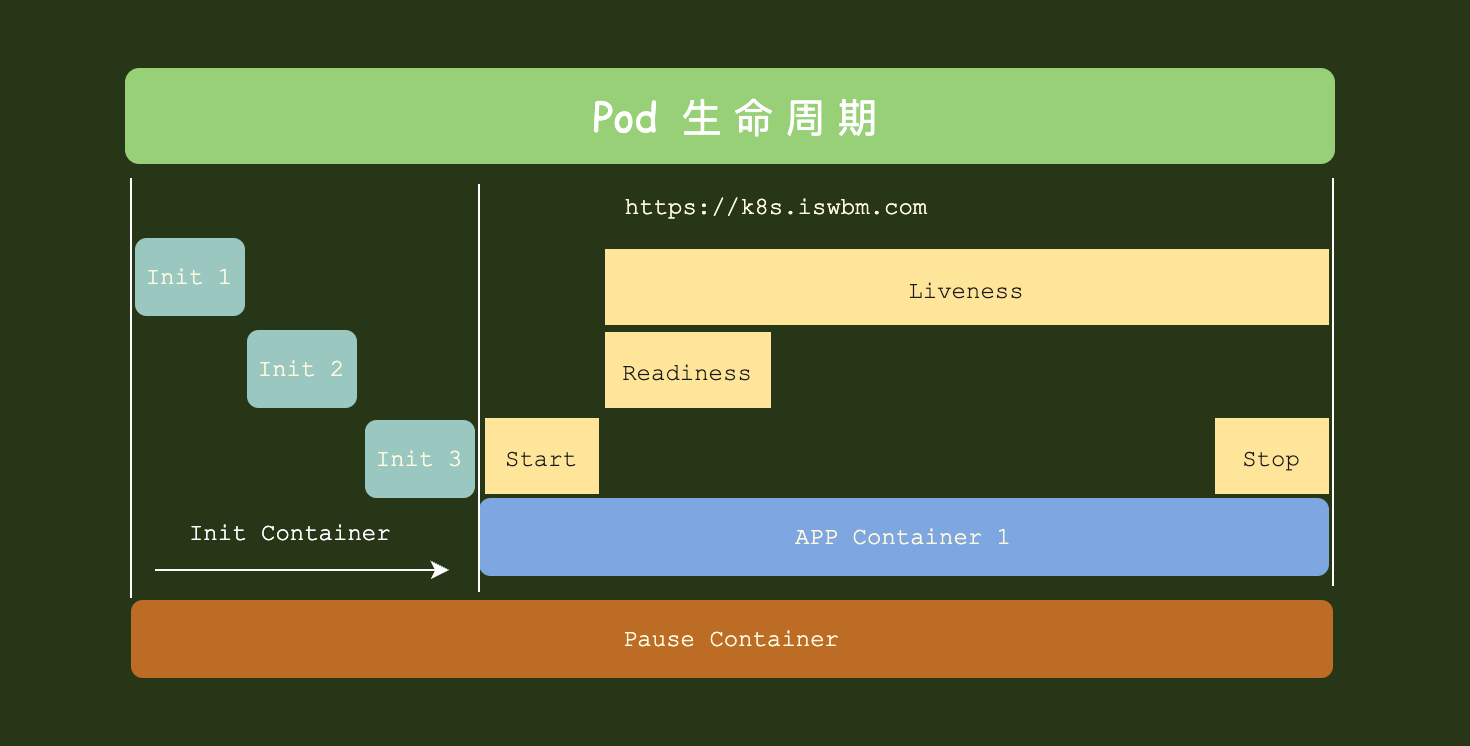 Pod 生命周期
https://k8s.iswbm.com
Init 1
Liveness
Init 2
Readiness
Init 3
Start
Stop
Init Container
APP Container 1
Pause Container